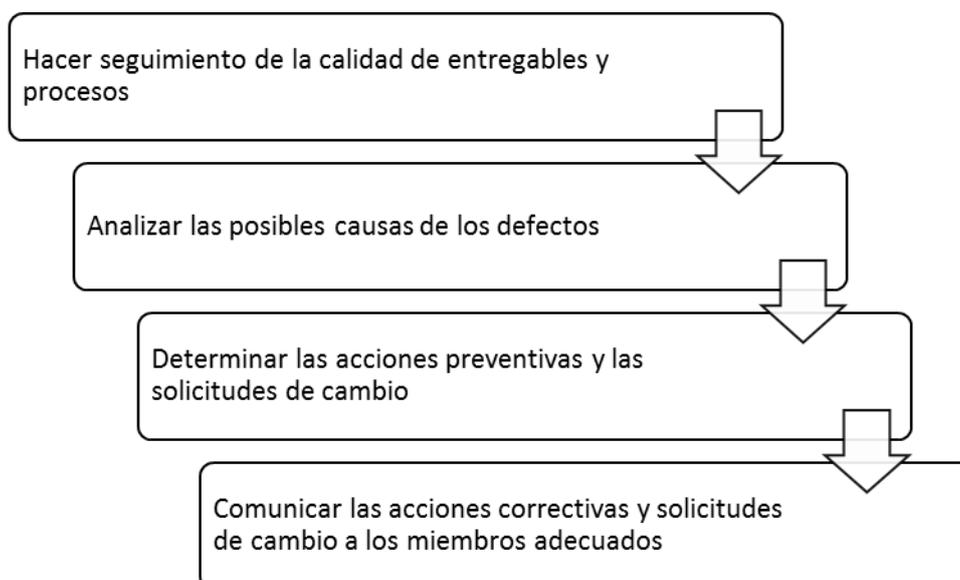 Hacer seguimiento de la calidad de entregables y
procesos
Analizar las posibles causas de los defectos
Determinar las acciones preventivas y las
solicitudes de cambio
Comunicar las acciones correctivas y solicitudes
de cambio a los miembros adecuados